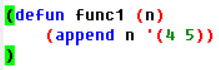 (defun func1 (n)
    (append n '(4 5))
)